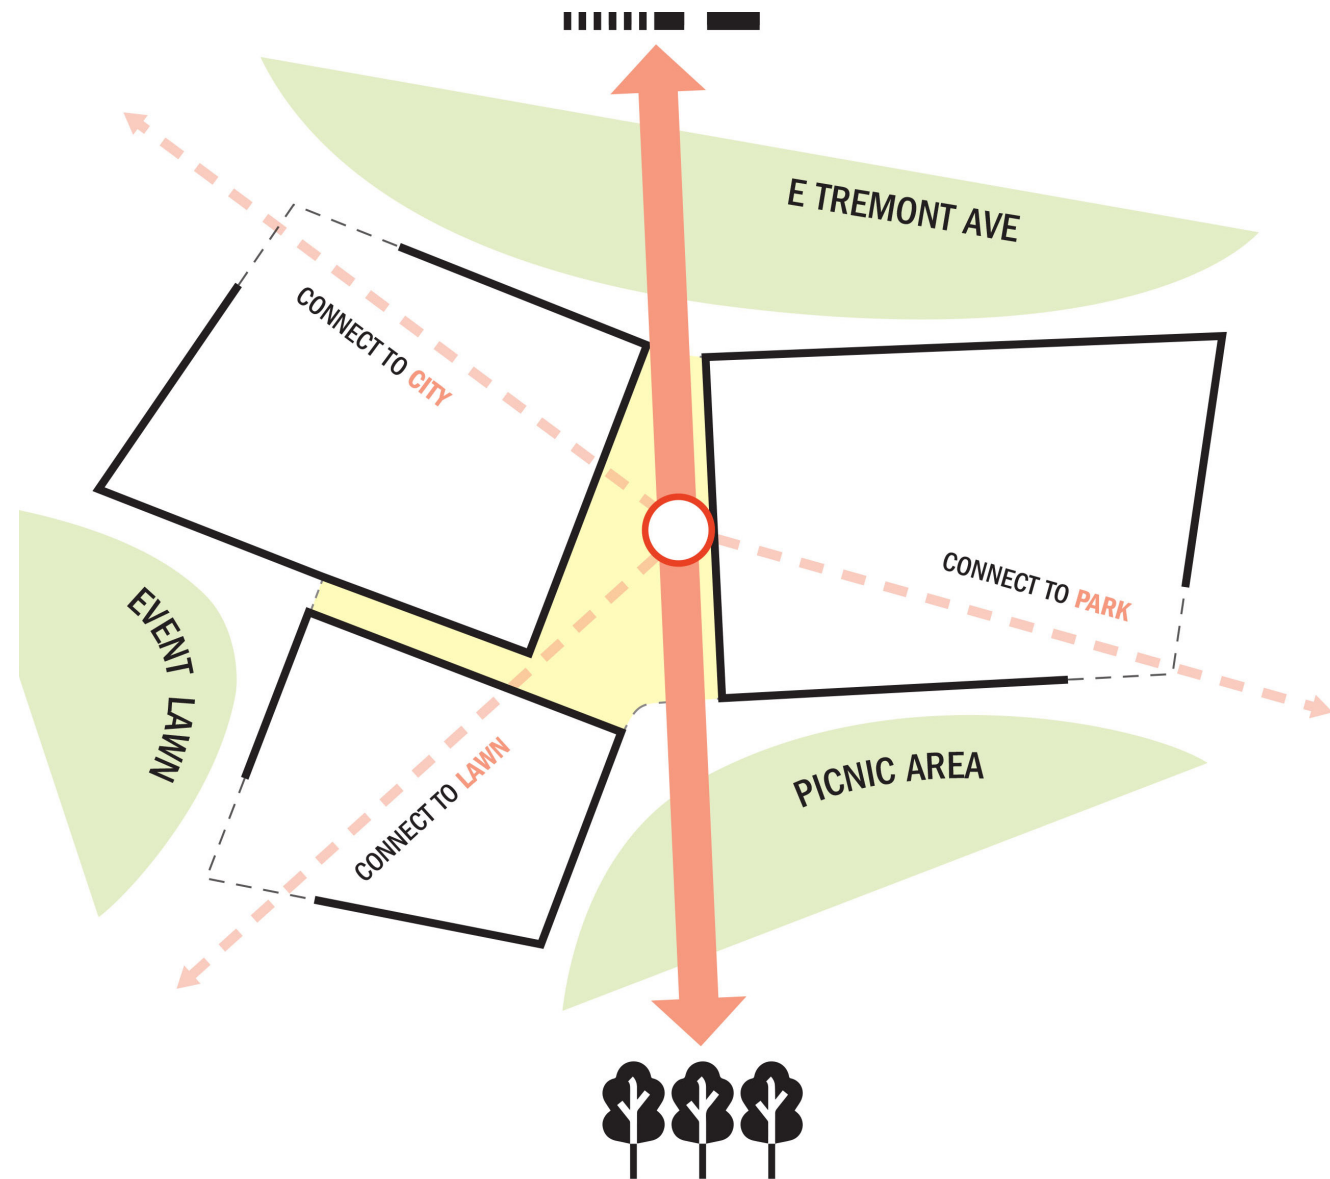 E TREMONT AVE
CONNECT TO CITY
CONNECT TO PARK
EVENT LAWN
CONNECT TO LAWN
PICNIC AREA